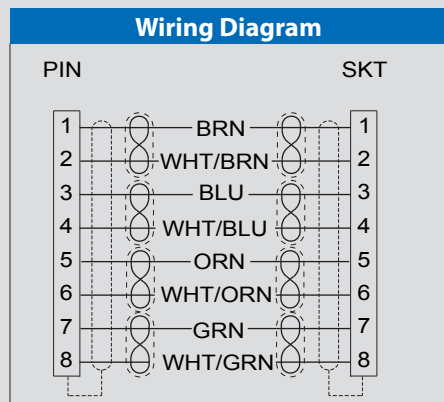 Wiring Diagram
PIN SKT
1 BRN 1
2 WHT/BRN 2
3 BLU 3
4 WHT/BLU 4
5 ORN 5
6 WHT/ORN 6
7 GRN 7
8 WHT/GRN 8